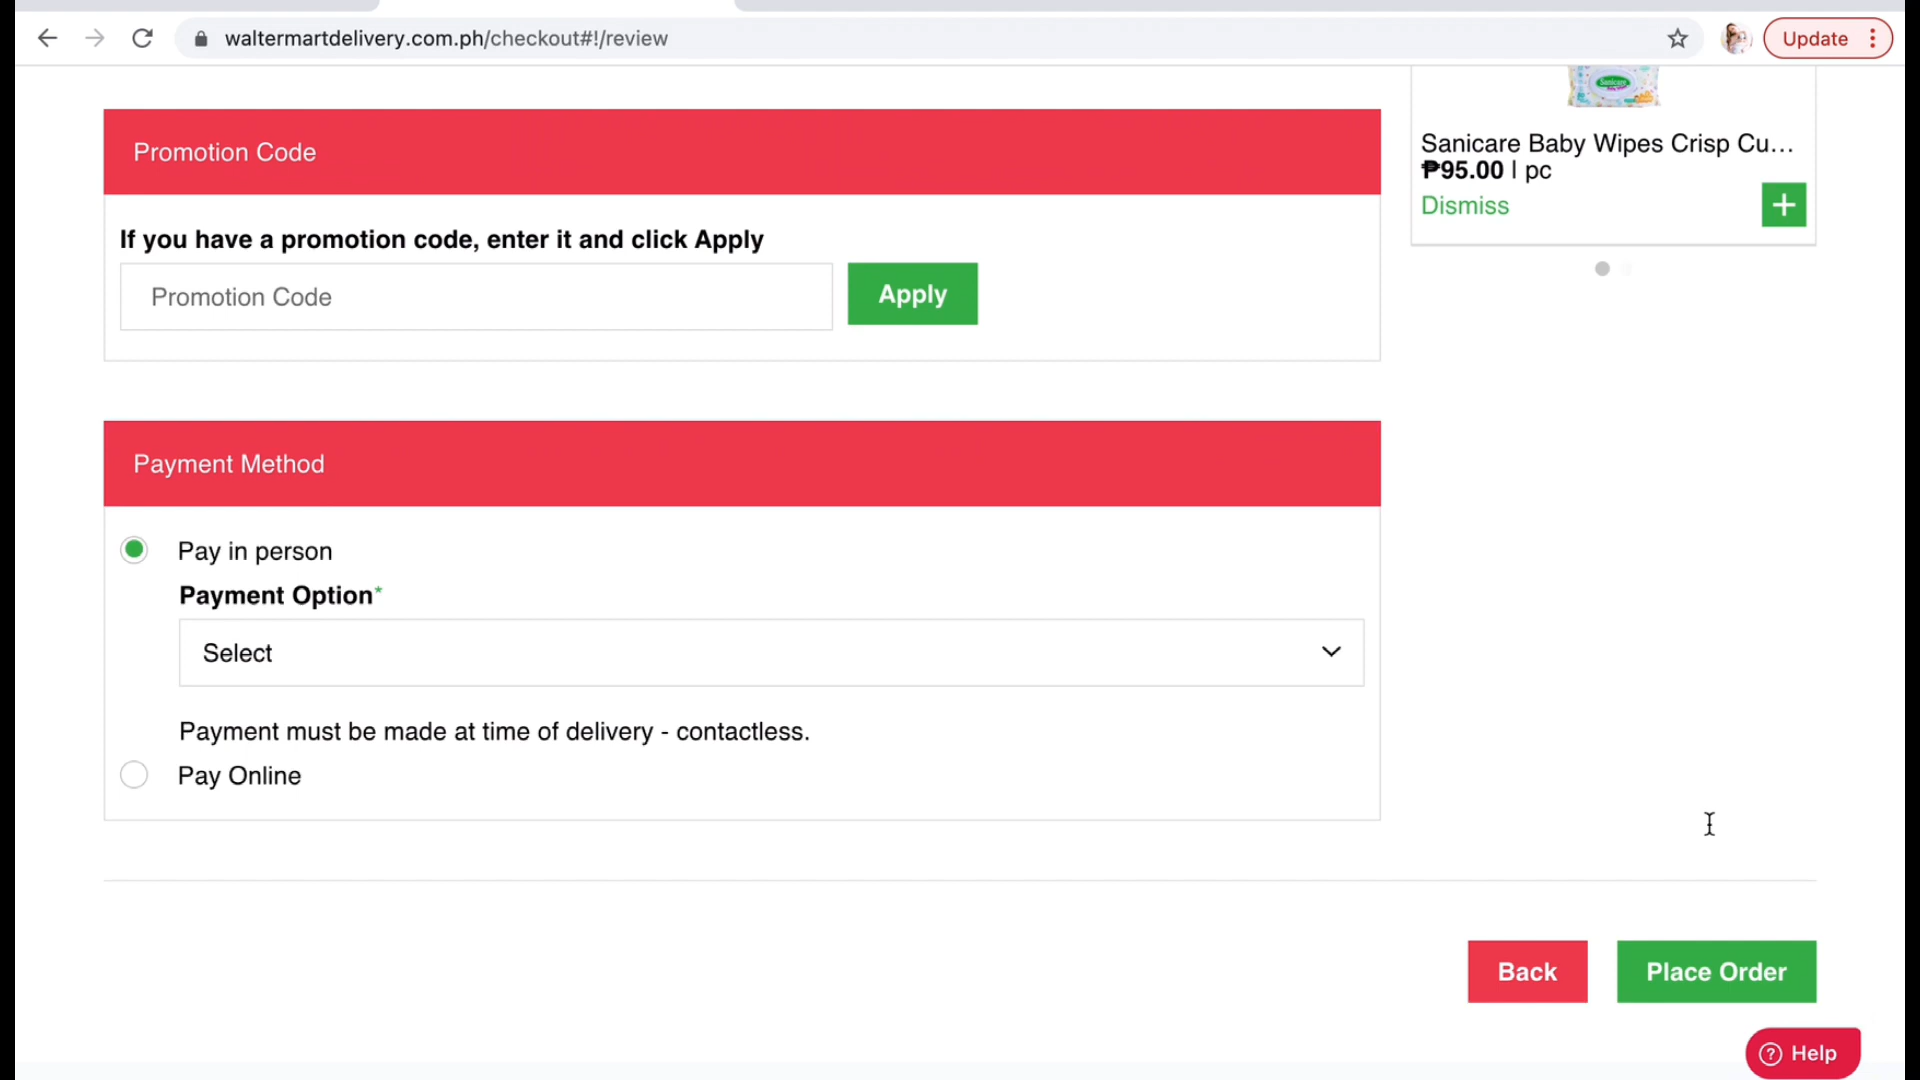 waltermartdelivery.com.ph/checkout#!/review
Update
Sanicare
Sanicare Baby Wipes Crisp Cu...
₱95.00 | pc
Dismiss
Promotion Code
If you have a promotion code, enter it and click Apply
Promotion Code
Apply
Payment Method
Pay in person
Payment Option*
Select
Payment must be made at time of delivery - contactless.
Pay Online
Back
Place Order
Help